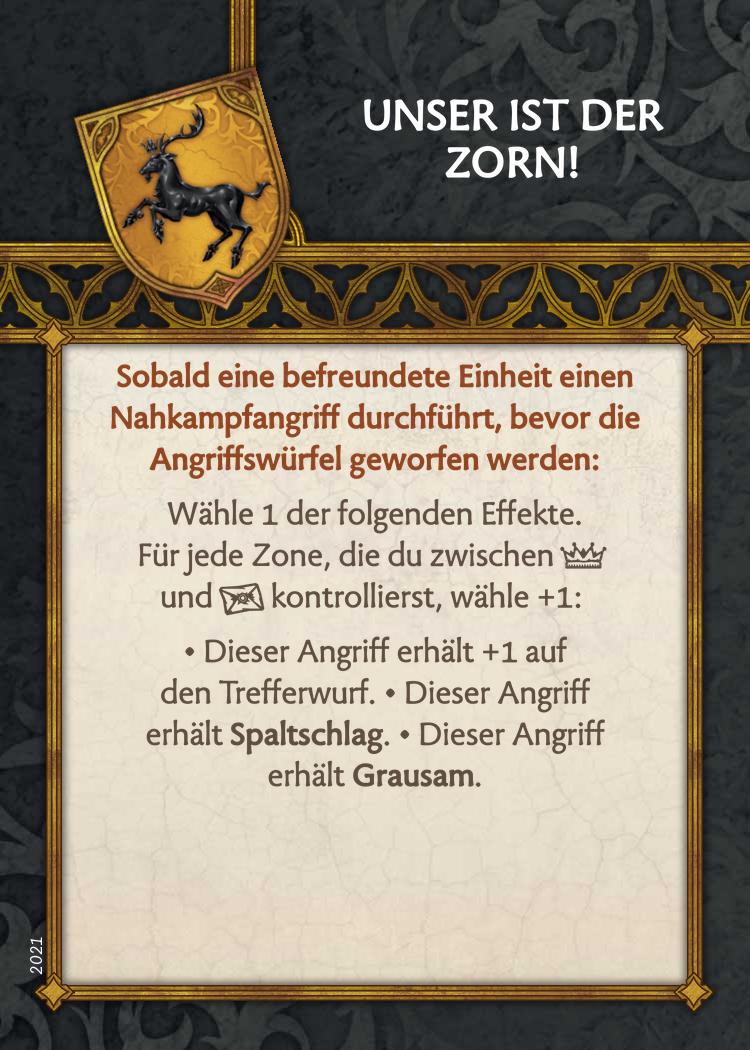 UNSER IST DER
ZORN!
Sobald eine befreundete Einheit einen
Nahkampfangriff durchführt, bevor die
Angriffswürfel geworfen werden:
Wähle 1 der folgenden Effekte.
Für jede Zone, die du zwischen
und kontrollierst, wähle +1:
• Dieser Angriff erhält +1 auf
den Trefferwurf. • Dieser Angriff
erhält Spaltschlag. • Dieser Angriff
erhält Grausam.
2021